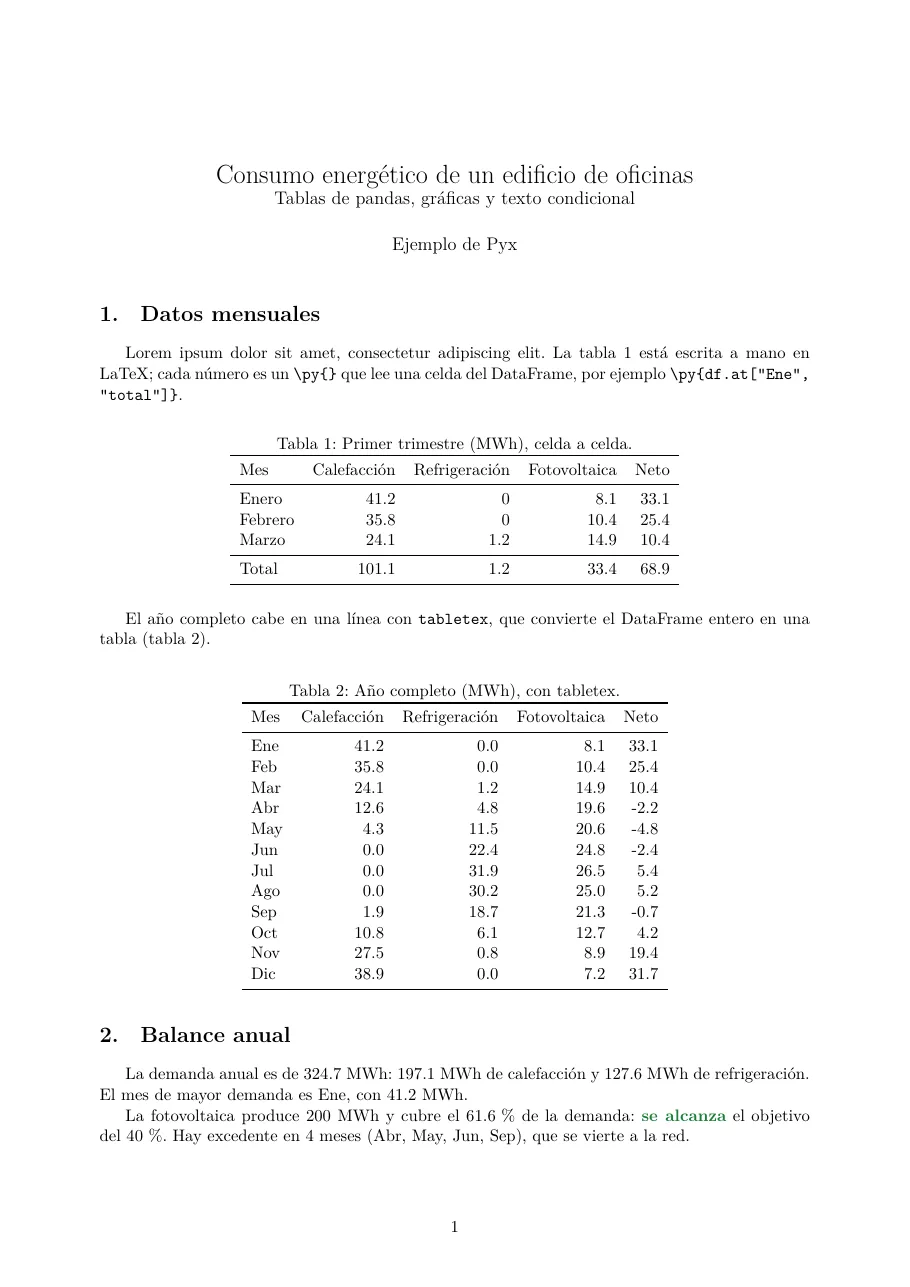 Consumo energético de un edificio de oficinas
Tablas de pandas, gráficas y texto condicional
Ejemplo de Pyx
1. Datos mensuales
Lorem ipsum dolor sit amet, consectetur adipiscing elit. La tabla 1 está escrita a mano en
LaTeX; cada número es un \py{} que lee una celda del DataFrame, por ejemplo \py{df.at["Ene",
"total"]}.
Tabla 1: Primer trimestre (MWh), celda a celda.
Mes Calefacción Refrigeración Fotovoltaica Neto
Enero 41.2 0 8.1 33.1
Febrero 35.8 0 10.4 25.4
Marzo 24.1 1.2 14.9 10.4
Total 101.1 1.2 33.4 68.9
El año completo cabe en una línea con tabletex, que convierte el DataFrame entero en una
tabla (tabla 2).
Tabla 2: Año completo (MWh), con tabletex.
Mes Calefacción Refrigeración Fotovoltaica Neto
Ene 41.2 0.0 8.1 33.1
Feb 35.8 0.0 10.4 25.4
Mar 24.1 1.2 14.9 10.4
Abr 12.6 4.8 19.6 -2.2
May 4.3 11.5 20.6 -4.8
Jun 0.0 22.4 24.8 -2.4
Jul 0.0 31.9 26.5 5.4
Ago 0.0 30.2 25.0 5.2
Sep 1.9 18.7 21.3 -0.7
Oct 10.8 6.1 12.7 4.2
Nov 27.5 0.8 8.9 19.4
Dic 38.9 0.0 7.2 31.7
2. Balance anual
La demanda anual es de 324.7 MWh: 197.1 MWh de calefacción y 127.6 MWh de refrigeración.
El mes de mayor demanda es Ene, con 41.2 MWh.
La fotovoltaica produce 200 MWh y cubre el 61.6 % de la demanda: se alcanza el objetivo
del 40 %. Hay excedente en 4 meses (Abr, May, Jun, Sep), que se vierte a la red.
1